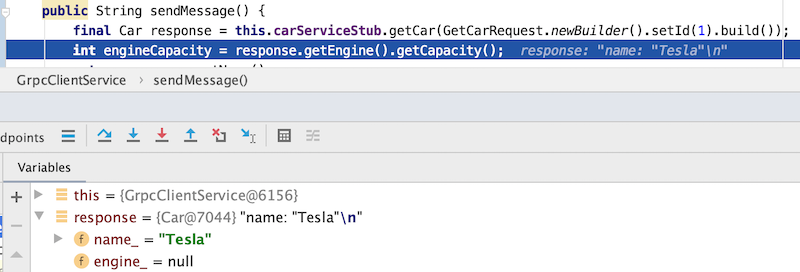 public String sendMessage() {
final Car response = this.carServiceStub.getCar(GetCarRequest.newBuilder().setId(1).build());
int engineCapacity = response.getEngine().getCapacity(); response: "name: "Tesla"\n"
GrpcClientService > sendMessage()
dpoints
Variables
this = {GrpcClientService@6156}
response = {Car@7044} "name: "Tesla"\n"
f name_ = "Tesla"
f engine_ = null